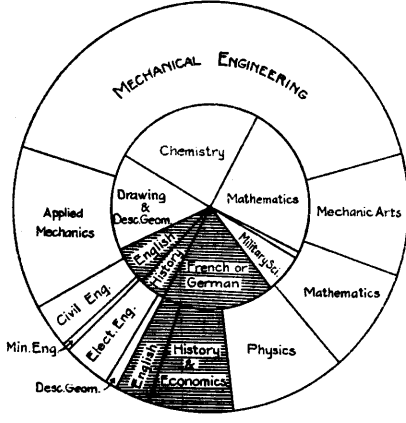 MECHANICAL ENGINEERING
Chemistry
Mathematics
Drawing
&
Desc.Geom.
Applied
Mechanics
Mechanic Arts
English
History
French or
German
Military Sci.
Mathematics
Civil Eng.
Min.Eng.
Elect.Eng.
Desc.Geom.
English
History
&
Economics
Physics